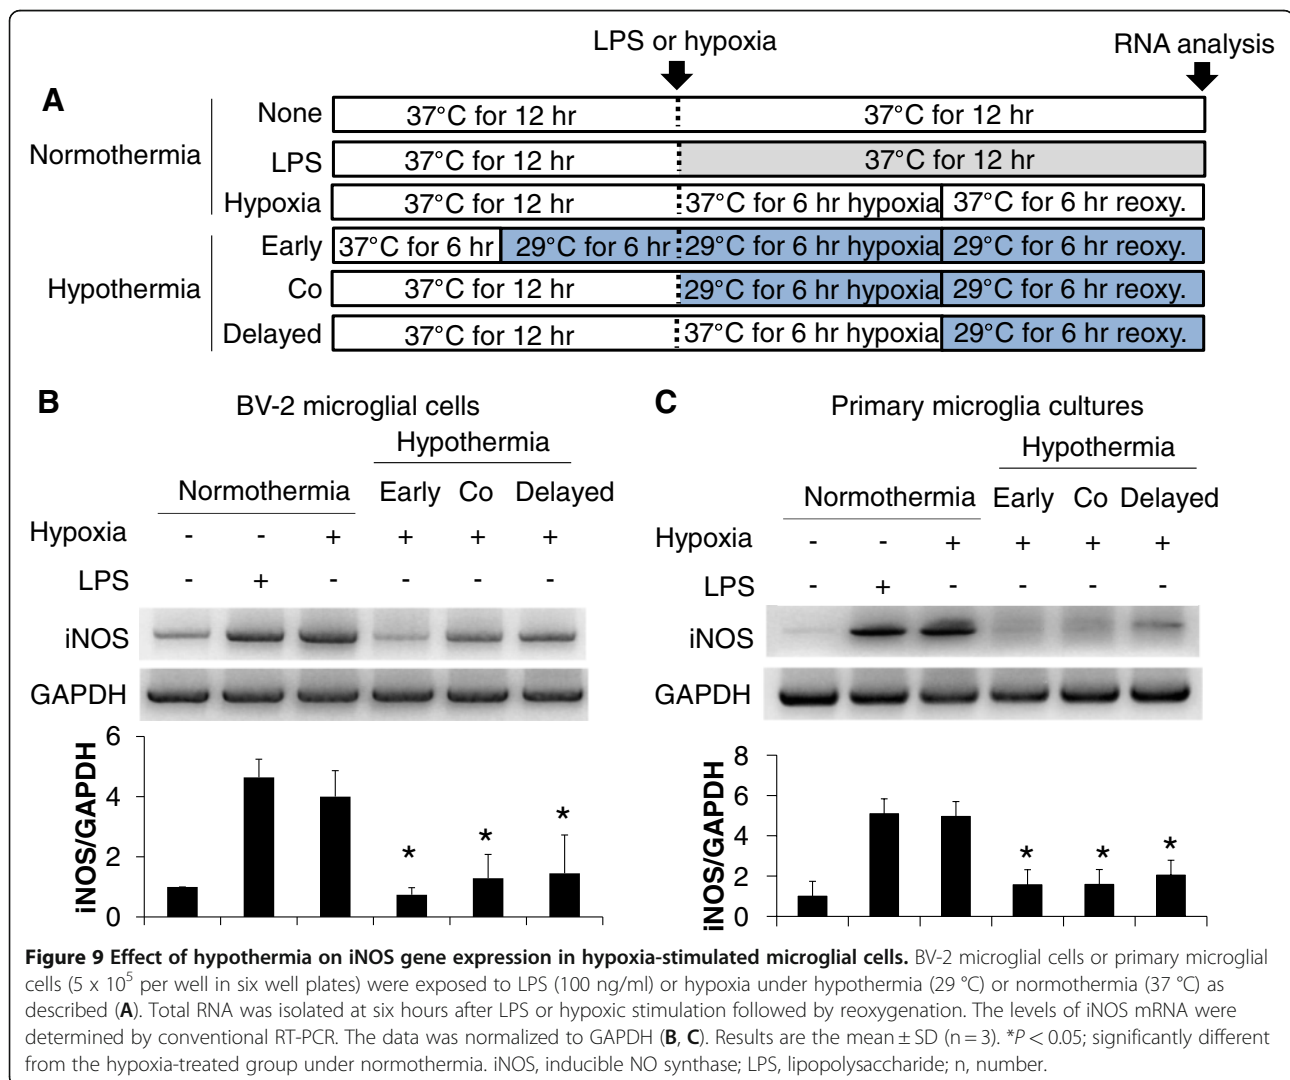 LPS or hypoxia
RNA analysis
A
Normothermia
None
37°C for 12 hr
37°C for 12 hr
LPS
37°C for 12 hr
37°C for 12 hr
Hypoxia
37°C for 12 hr
37°C for 6 hr hypoxia
37°C for 6 hr reoxy.
Hypothermia
Early
37°C for 6 hr
29°C for 6 hr
29°C for 6 hr hypoxia
29°C for 6 hr reoxy.
Co
37°C for 12 hr
29°C for 6 hr hypoxia
29°C for 6 hr reoxy.
Delayed
37°C for 12 hr
37°C for 6 hr hypoxia
29°C for 6 hr reoxy.
B
BV-2 microglial cells
Hypothermia
Normothermia
Early Co Delayed
Hypoxia - - + + + +
LPS - + - - - -
iNOS
GAPDH
iNOS/GAPDH
6
4
2
0
* * *
C
Primary microglia cultures
Hypothermia
Normothermia
Early Co Delayed
Hypoxia - - + + + +
LPS - + - - - -
iNOS
GAPDH
iNOS/GAPDH
8
6
4
2
0
* * *
Figure 9 Effect of hypothermia on iNOS gene expression in hypoxia-stimulated microglial cells. BV-2 microglial cells or primary microglial
cells (5 x 10⁵ per well in six well plates) were exposed to LPS (100 ng/ml) or hypoxia under hypothermia (29 °C) or normothermia (37 °C) as
described (A). Total RNA was isolated at six hours after LPS or hypoxic stimulation followed by reoxygenation. The levels of iNOS mRNA were
determined by conventional RT-PCR. The data was normalized to GAPDH (B, C). Results are the mean ± SD (n = 3). *P < 0.05; significantly different
from the hypoxia-treated group under normothermia. iNOS, inducible NO synthase; LPS, lipopolysaccharide; n, number.